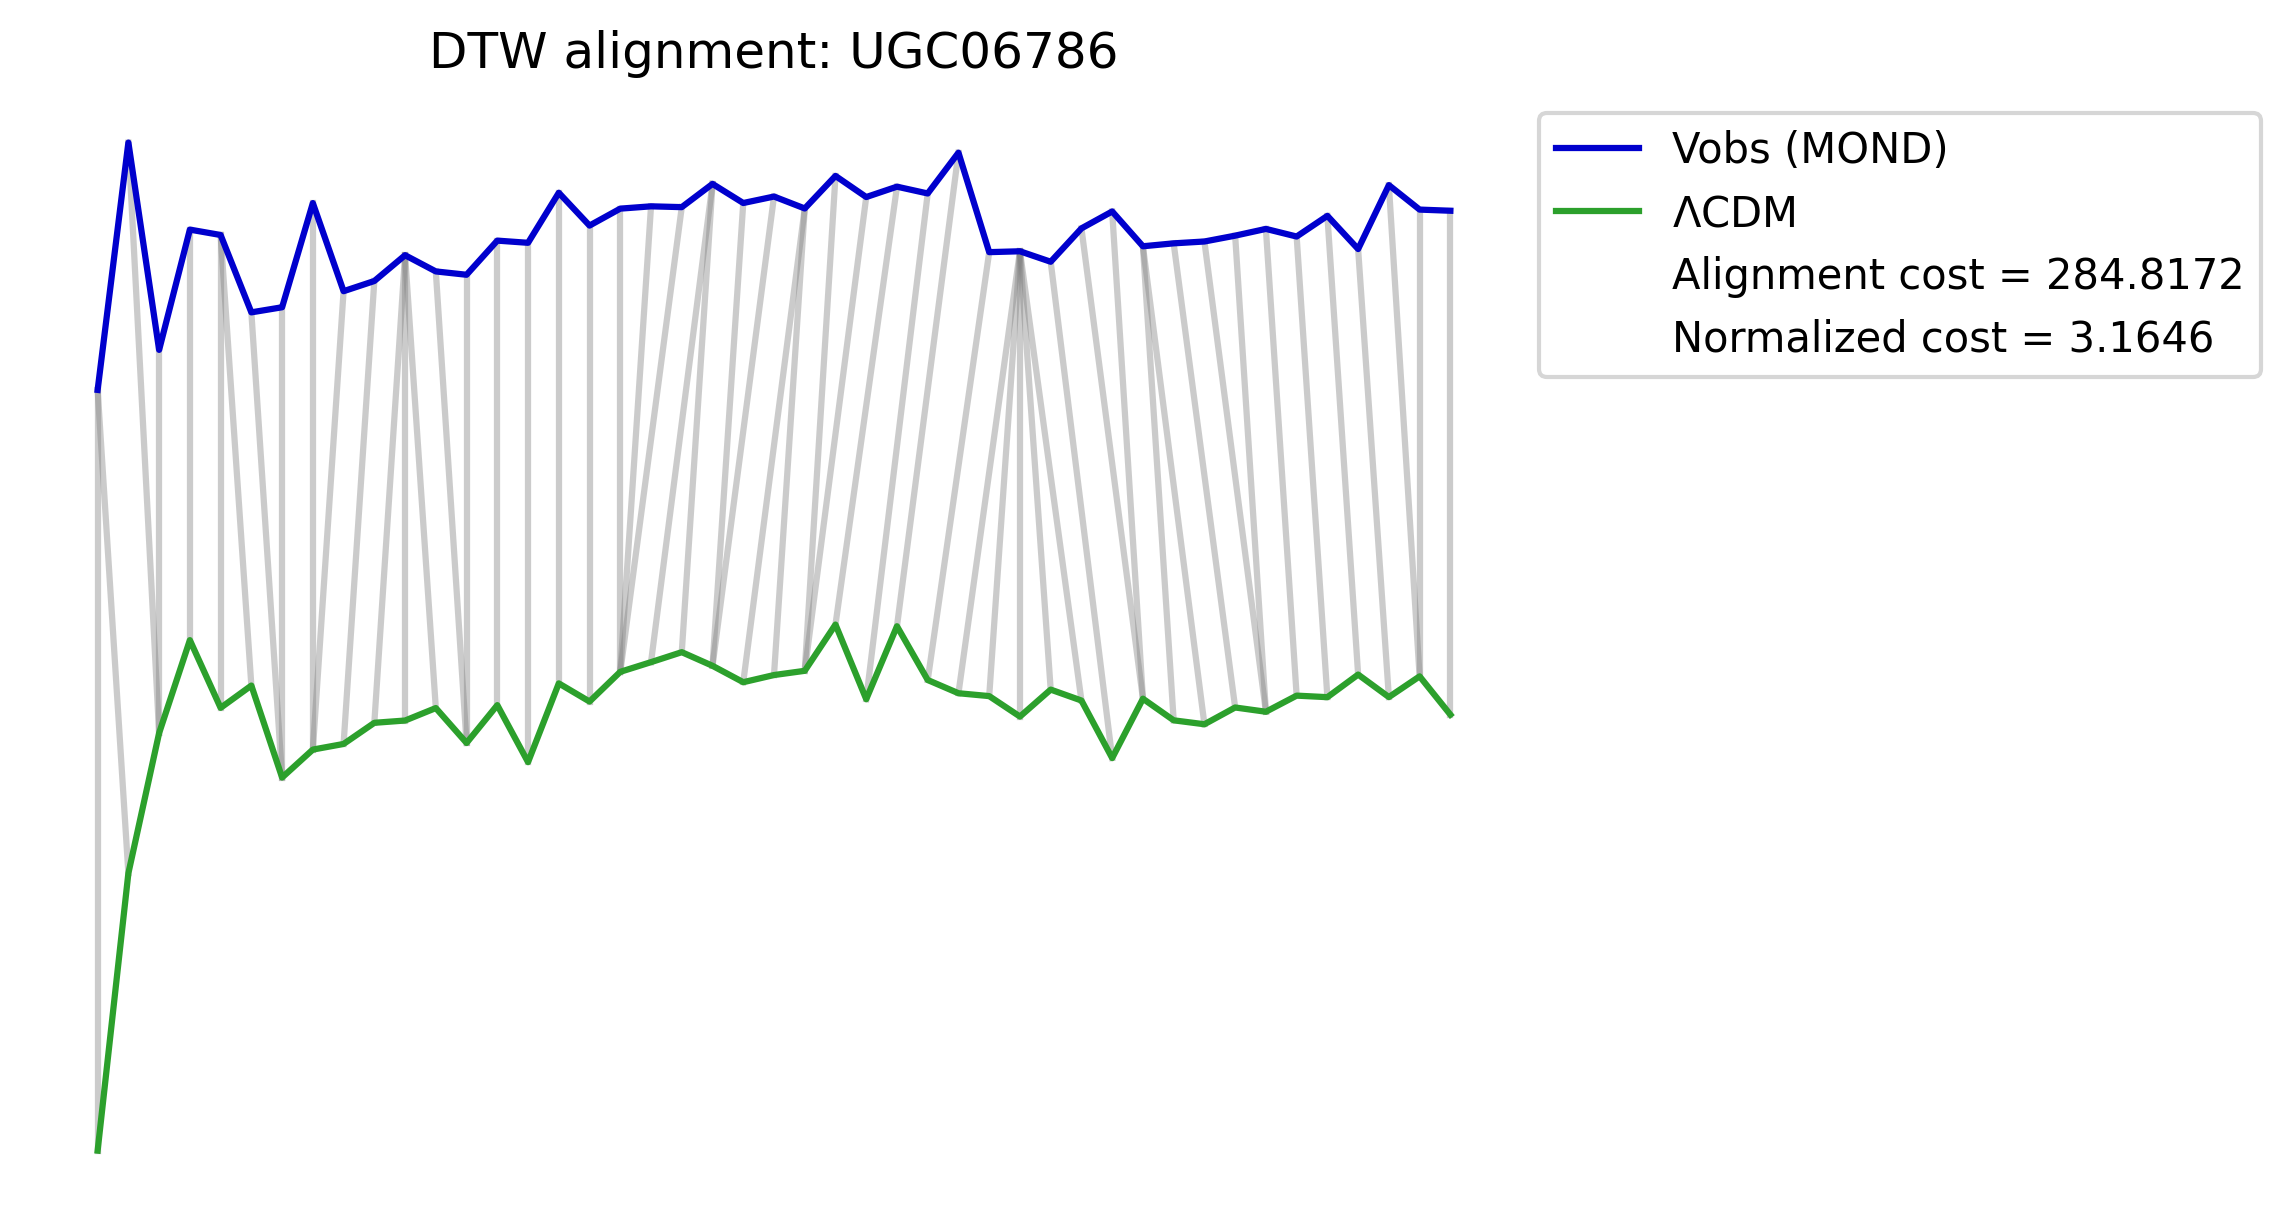 DTW alignment: UGC06786
Vobs (MOND)
ΛCDM
Alignment cost = 284.8172
Normalized cost = 3.1646